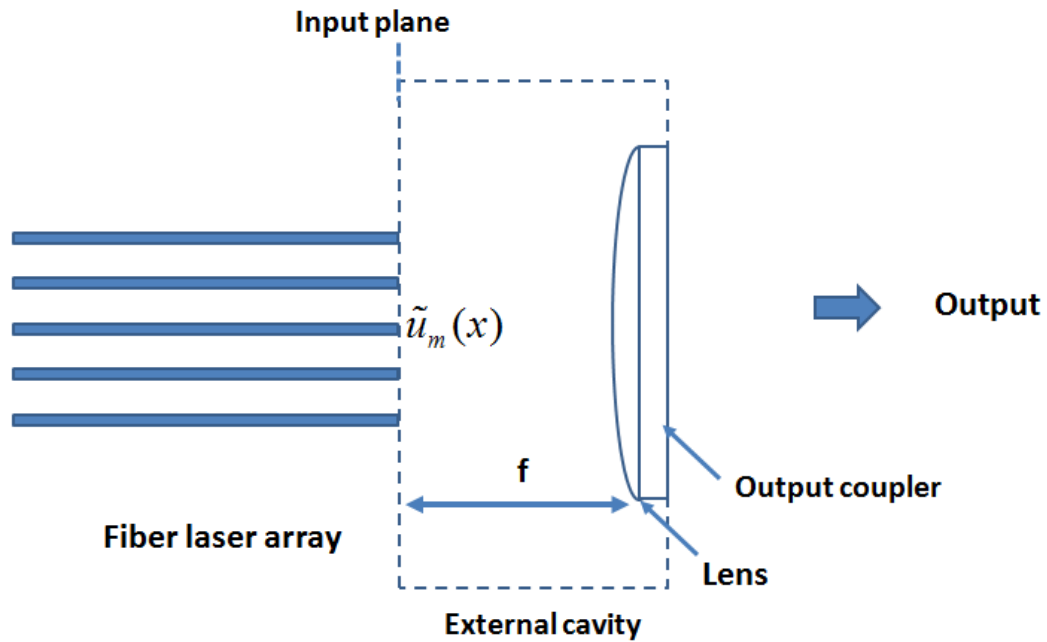 Input plane
ũₘ(x)
Output
f
Output coupler
Fiber laser array
Lens
External cavity